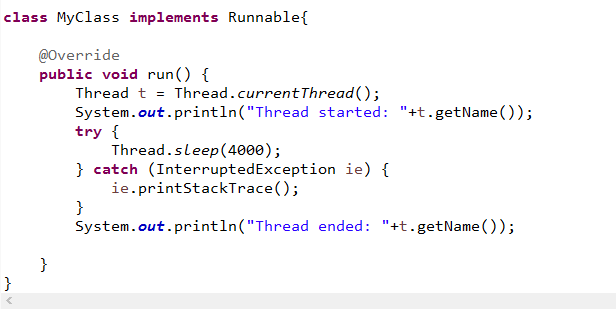 class MyClass implements Runnable{
@Override
public void run() {
Thread t = Thread.currentThread();
System.out.println("Thread started: "+t.getName());
try {
Thread.sleep(4000);
} catch (InterruptedException ie) {
ie.printStackTrace();
}
System.out.println("Thread ended: "+t.getName());
}
}